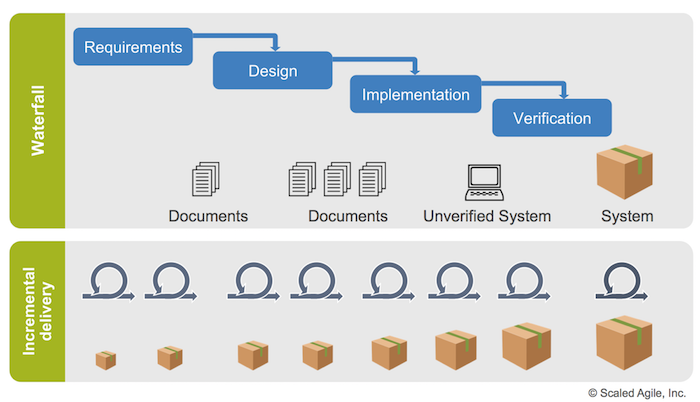 Waterfall
Requirements
Design
Implementation
Verification
Documents
Documents
Unverified System
System
Incremental
delivery
© Scaled Agile, Inc.